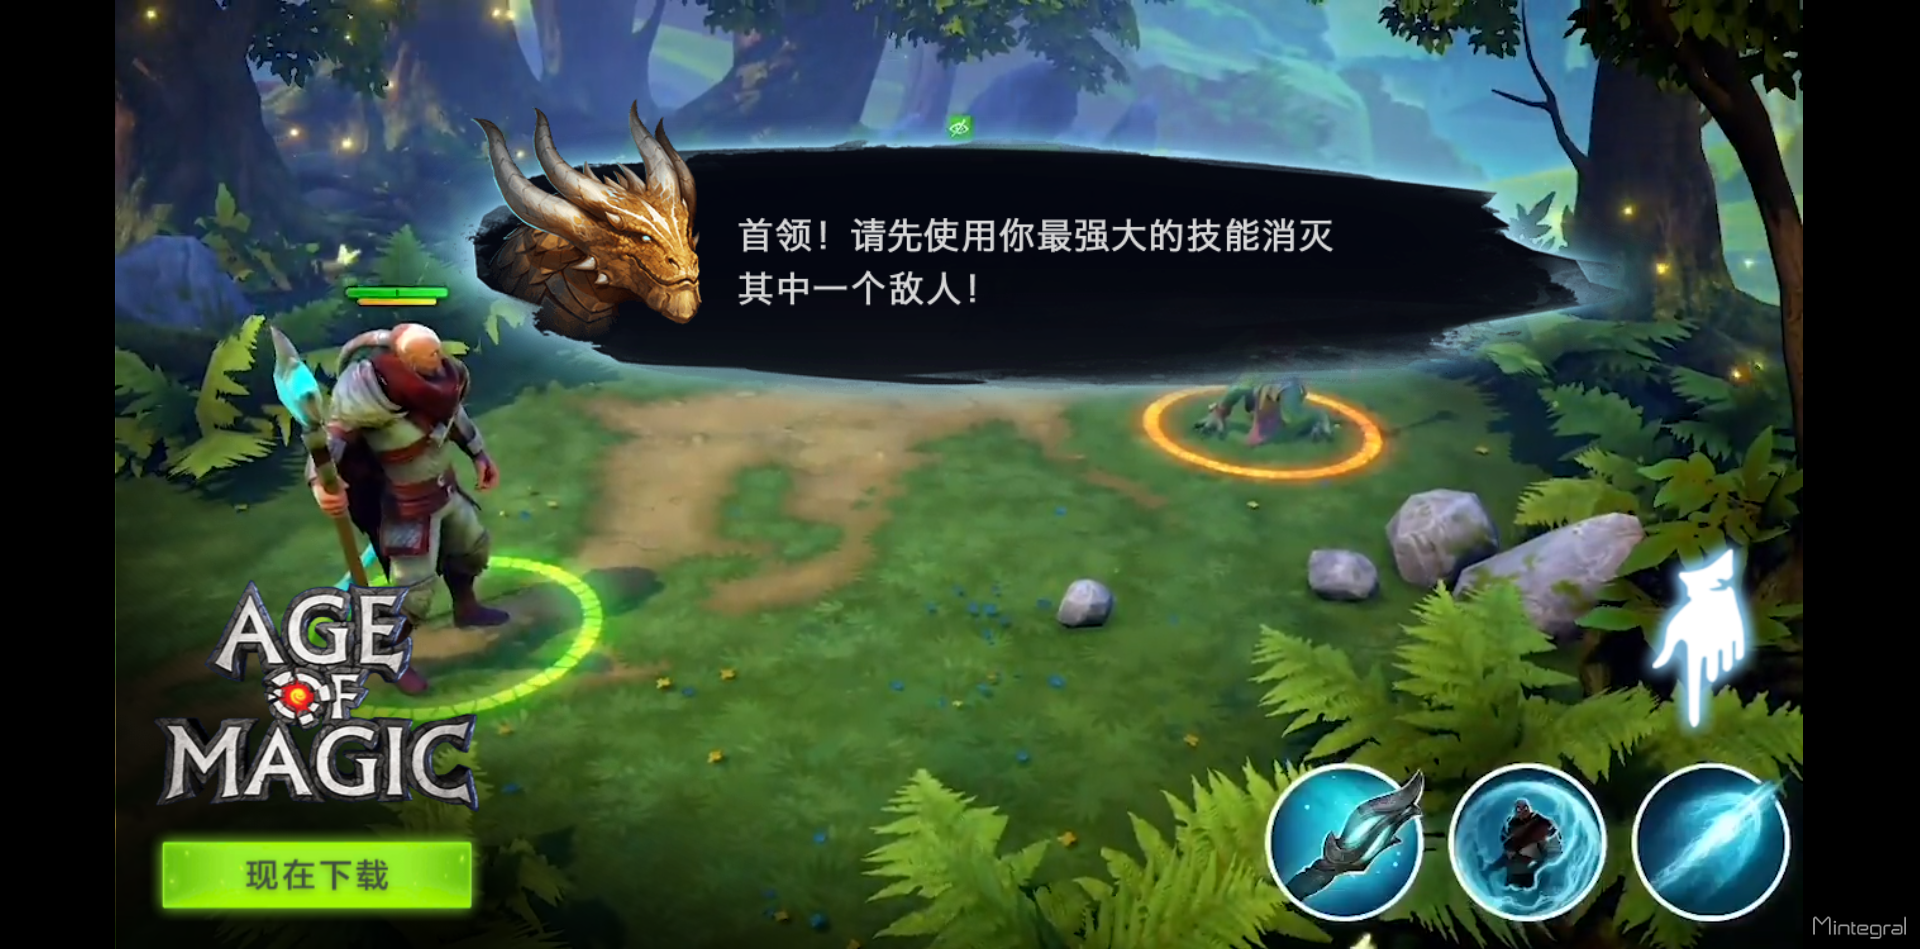 首领！请先使用你最强大的技能消灭
其中一个敌人！
AGE
OF
MAGIC
现在下载
Mintegral